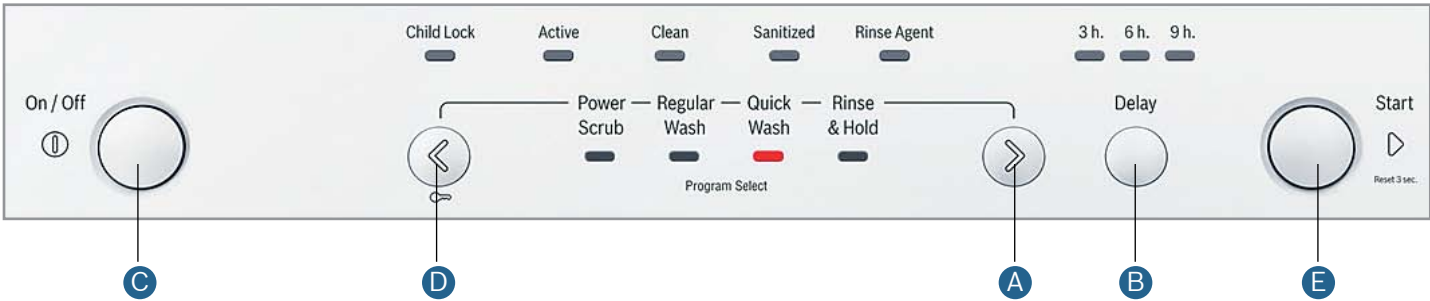 Child Lock Active Clean Sanitized Rinse Agent 3 h. 6 h. 9 h.
On / Off Power Regular Quick Rinse Delay Start
Scrub Wash Wash & Hold
Program Select
Reset 3 sec.
C D A B E